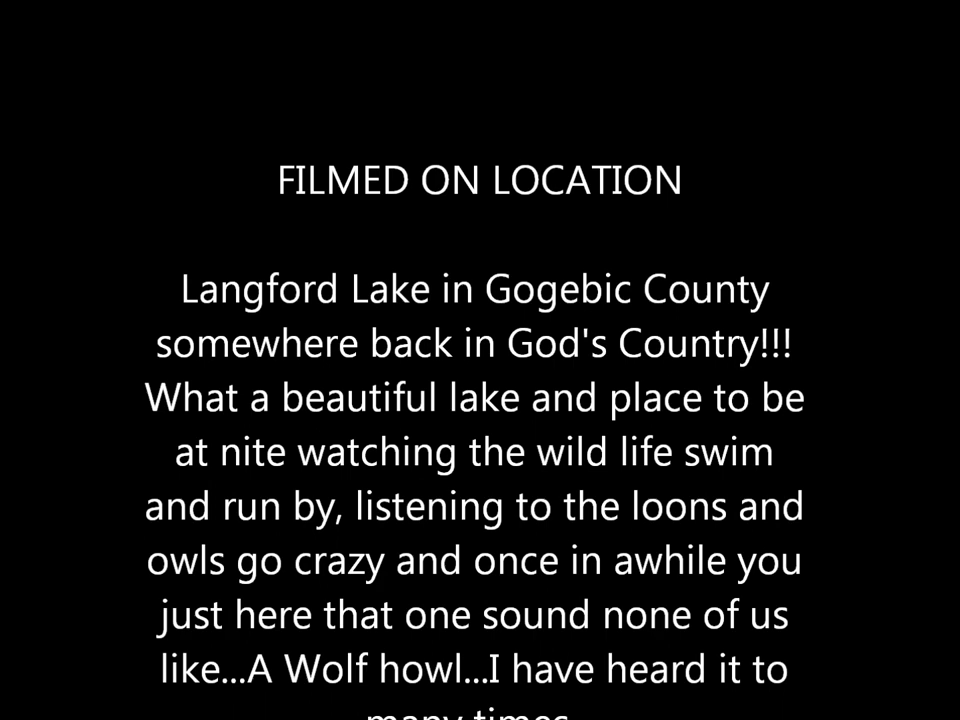 FILMED ON LOCATION
Langford Lake in Gogebic County
somewhere back in God's Country!!!
What a beautiful lake and place to be
at nite watching the wild life swim
and run by, listening to the loons and
owls go crazy and once in awhile you
just here that one sound none of us
like...A Wolf howl...I have heard it to
many times